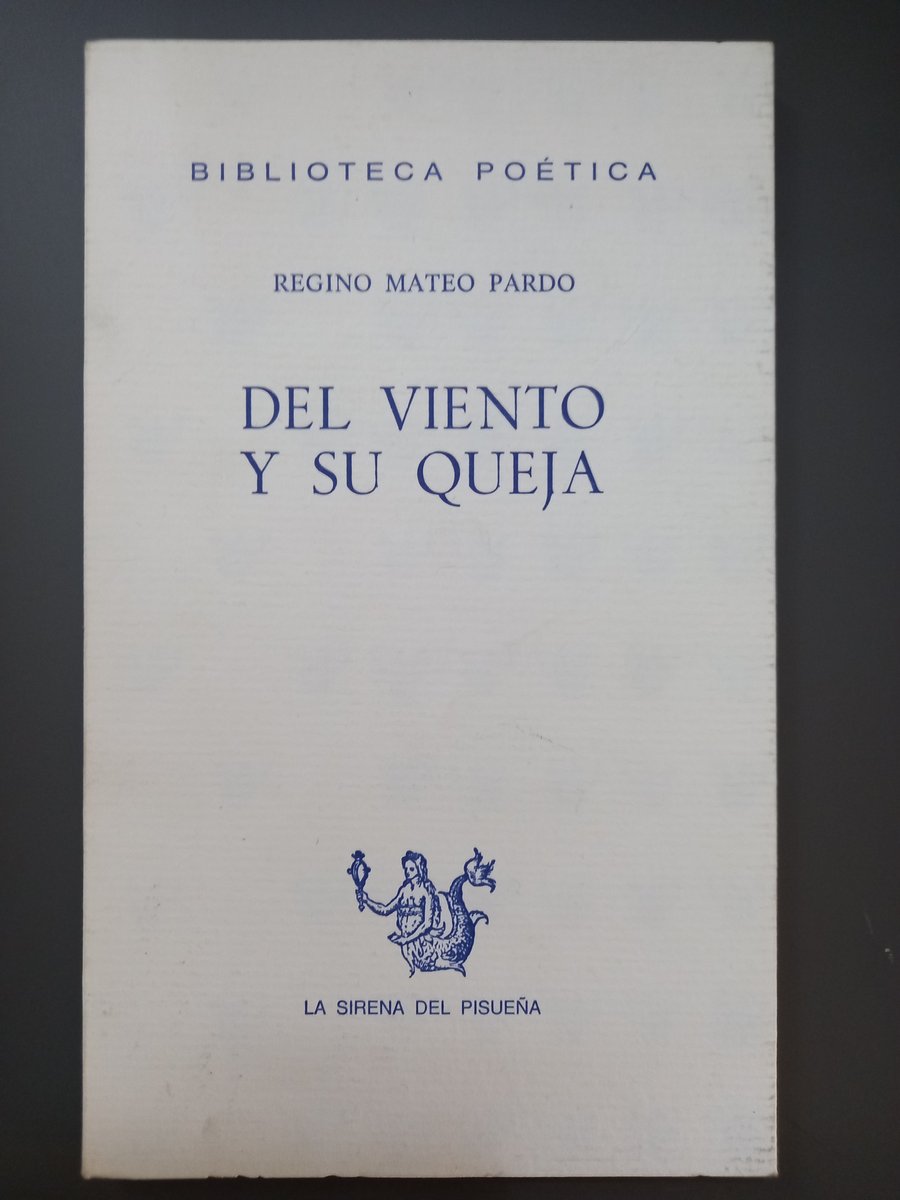 BIBLIOTECA POÉTICA
REGINO MATEO PARDO
DEL VIENTO
Y SU QUEJA
LA SIRENA DEL PISUEÑA